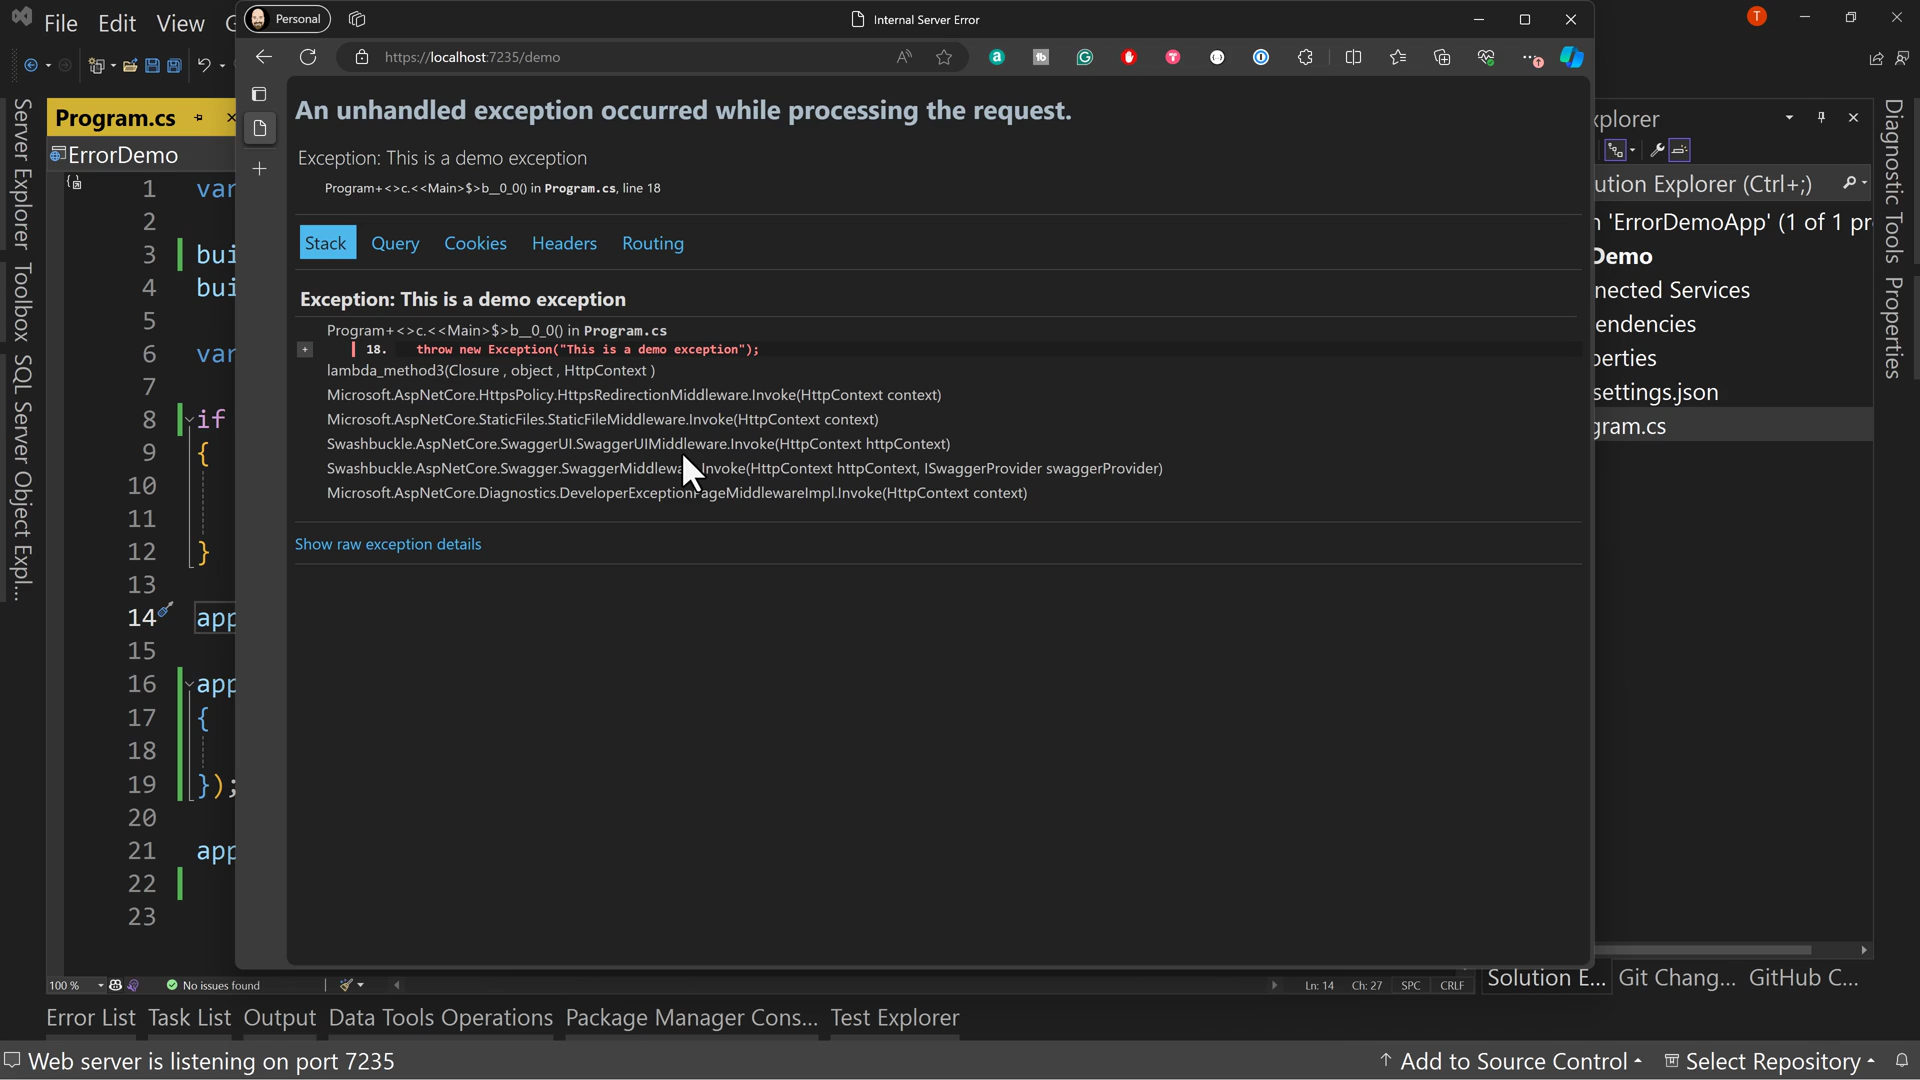 File Edit View
Personal
Internal Server Error
https://localhost:7235/demo
Program.cs
ErrorDemo
Server Explorer
Toolbox
SQL Server Object Expl...
1 var
2
3 bui
4 bui
5
6 var
7
8 if
9 {
10
11
12 }
13
14 app
15
16 app
17 {
18
19 });
20
21 app
22
23
An unhandled exception occurred while processing the request.
Exception: This is a demo exception
Program+<>c.<<Main>$>b__0_0() in Program.cs, line 18
Stack Query Cookies Headers Routing
Exception: This is a demo exception
Program+<>c.<<Main>$>b__0_0() in Program.cs
+ 18. throw new Exception("This is a demo exception");
lambda_method3(Closure , object , HttpContext )
Microsoft.AspNetCore.HttpsPolicy.HttpsRedirectionMiddleware.Invoke(HttpContext context)
Microsoft.AspNetCore.StaticFiles.StaticFileMiddleware.Invoke(HttpContext context)
Swashbuckle.AspNetCore.SwaggerUI.SwaggerUIMiddleware.Invoke(HttpContext httpContext)
Swashbuckle.AspNetCore.Swagger.SwaggerMiddlewa Invoke(HttpContext httpContext, ISwaggerProvider swaggerProvider)
Microsoft.AspNetCore.Diagnostics.DeveloperExceptionPageMiddlewareImpl.Invoke(HttpContext context)
Show raw exception details
T
xplorer
ution Explorer (Ctrl+;)
n 'ErrorDemoApp' (1 of 1 pr
Demo
nected Services
endencies
perties
settings.json
gram.cs
Diagnostic Tools
Properties
100 % No issues found Ln: 14 Ch: 27 SPC CRLF
Solution E... Git Chang... GitHub C...
Error List Task List Output Data Tools Operations Package Manager Cons... Test Explorer
Web server is listening on port 7235
Add to Source Control Select Repository